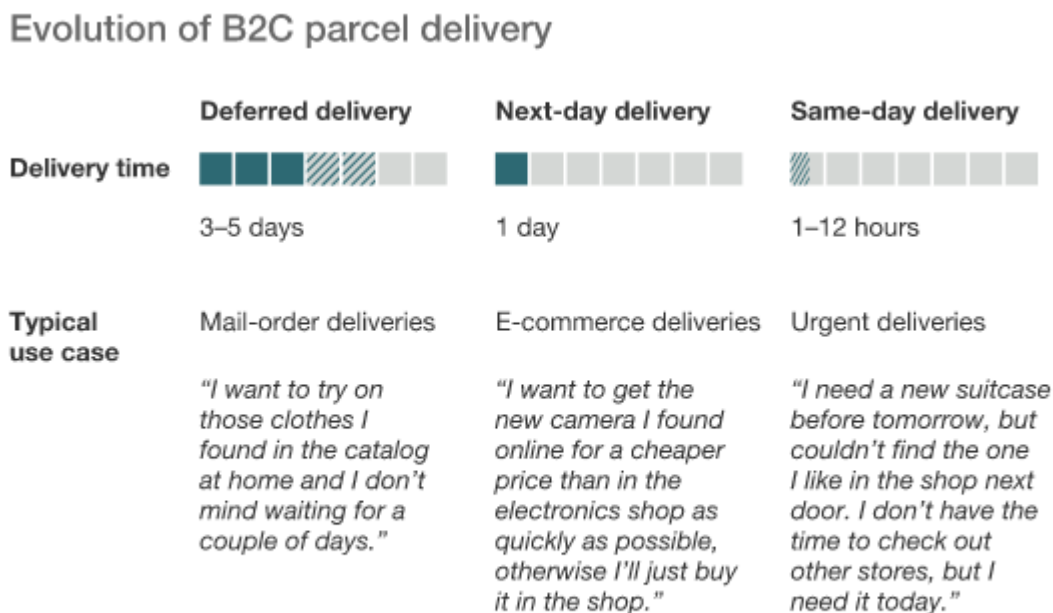 Evolution of B2C parcel delivery
Deferred delivery
Next-day delivery
Same-day delivery
Delivery time
3–5 days
1 day
1–12 hours
Typical
use case
Mail-order deliveries
E-commerce deliveries
Urgent deliveries
“I want to try on
those clothes I
found in the catalog
at home and I don’t
mind waiting for a
couple of days.”
“I want to get the
new camera I found
online for a cheaper
price than in the
electronics shop as
quickly as possible,
otherwise I’ll just buy
it in the shop.”
“I need a new suitcase
before tomorrow, but
couldn’t find the one
I like in the shop next
door. I don’t have the
time to check out
other stores, but I
need it today.”